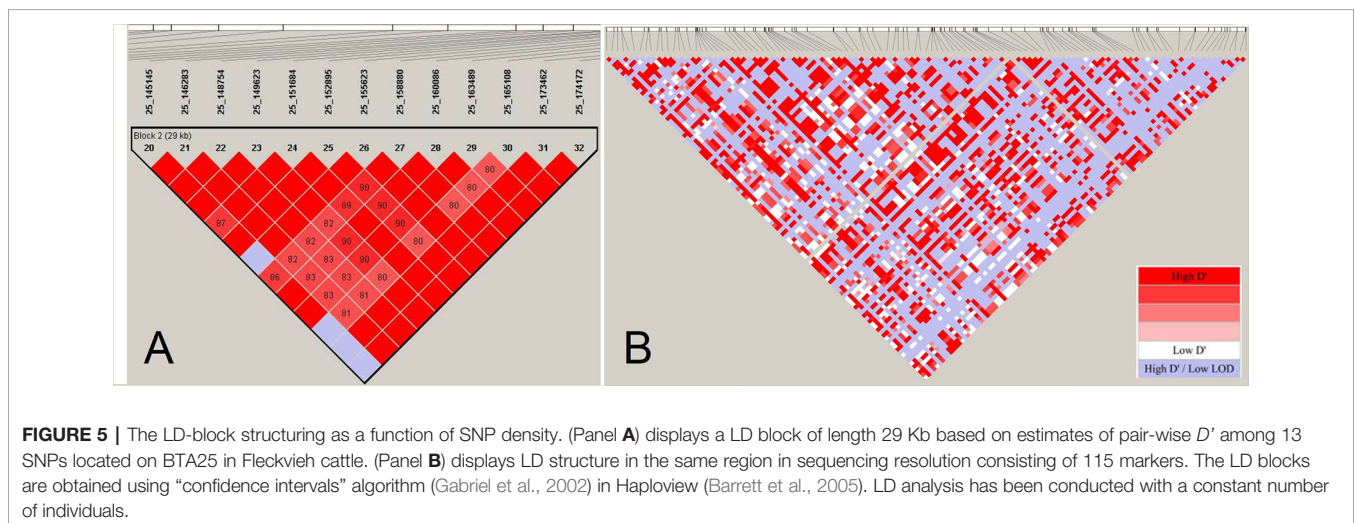 25_145145
25_146283
25_148754
25_149623
25_151684
25_152895
25_155623
25_158880
25_160086
25_163489
25_165108
25_173462
25_174172
Block 2 (29 kb)
20 21 22 23 24 25 26 27 28 29 30 31 32
80
90 80
89 90 80
87 82 90
82 90 80
82 83 90
86 83 83 80
83 81
81
A
B
High D'
Low D'
High D' / Low LOD
FIGURE 5 | The LD-block structuring as a function of SNP density. (Panel A) displays a LD block of length 29 Kb based on estimates of pair-wise D' among 13
SNPs located on BTA25 in Fleckvieh cattle. (Panel B) displays LD structure in the same region in sequencing resolution consisting of 115 markers. The LD blocks
are obtained using “confidence intervals” algorithm (Gabriel et al., 2002) in Haploview (Barrett et al., 2005). LD analysis has been conducted with a constant number
of individuals.